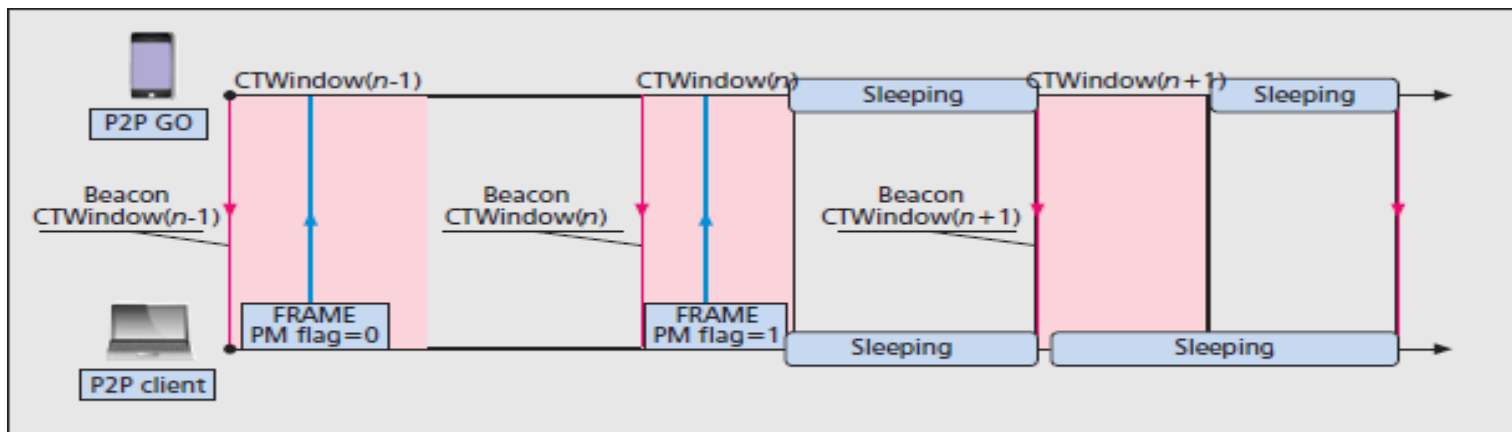 CTWindow(n-1)
CTWindow(n)
CTWindow(n+1)
Sleeping
Sleeping
P2P GO
Beacon
CTWindow(n-1)
Beacon
CTWindow(n)
Beacon
CTWindow(n+1)
FRAME
PM flag=0
FRAME
PM flag=1
Sleeping
Sleeping
P2P client